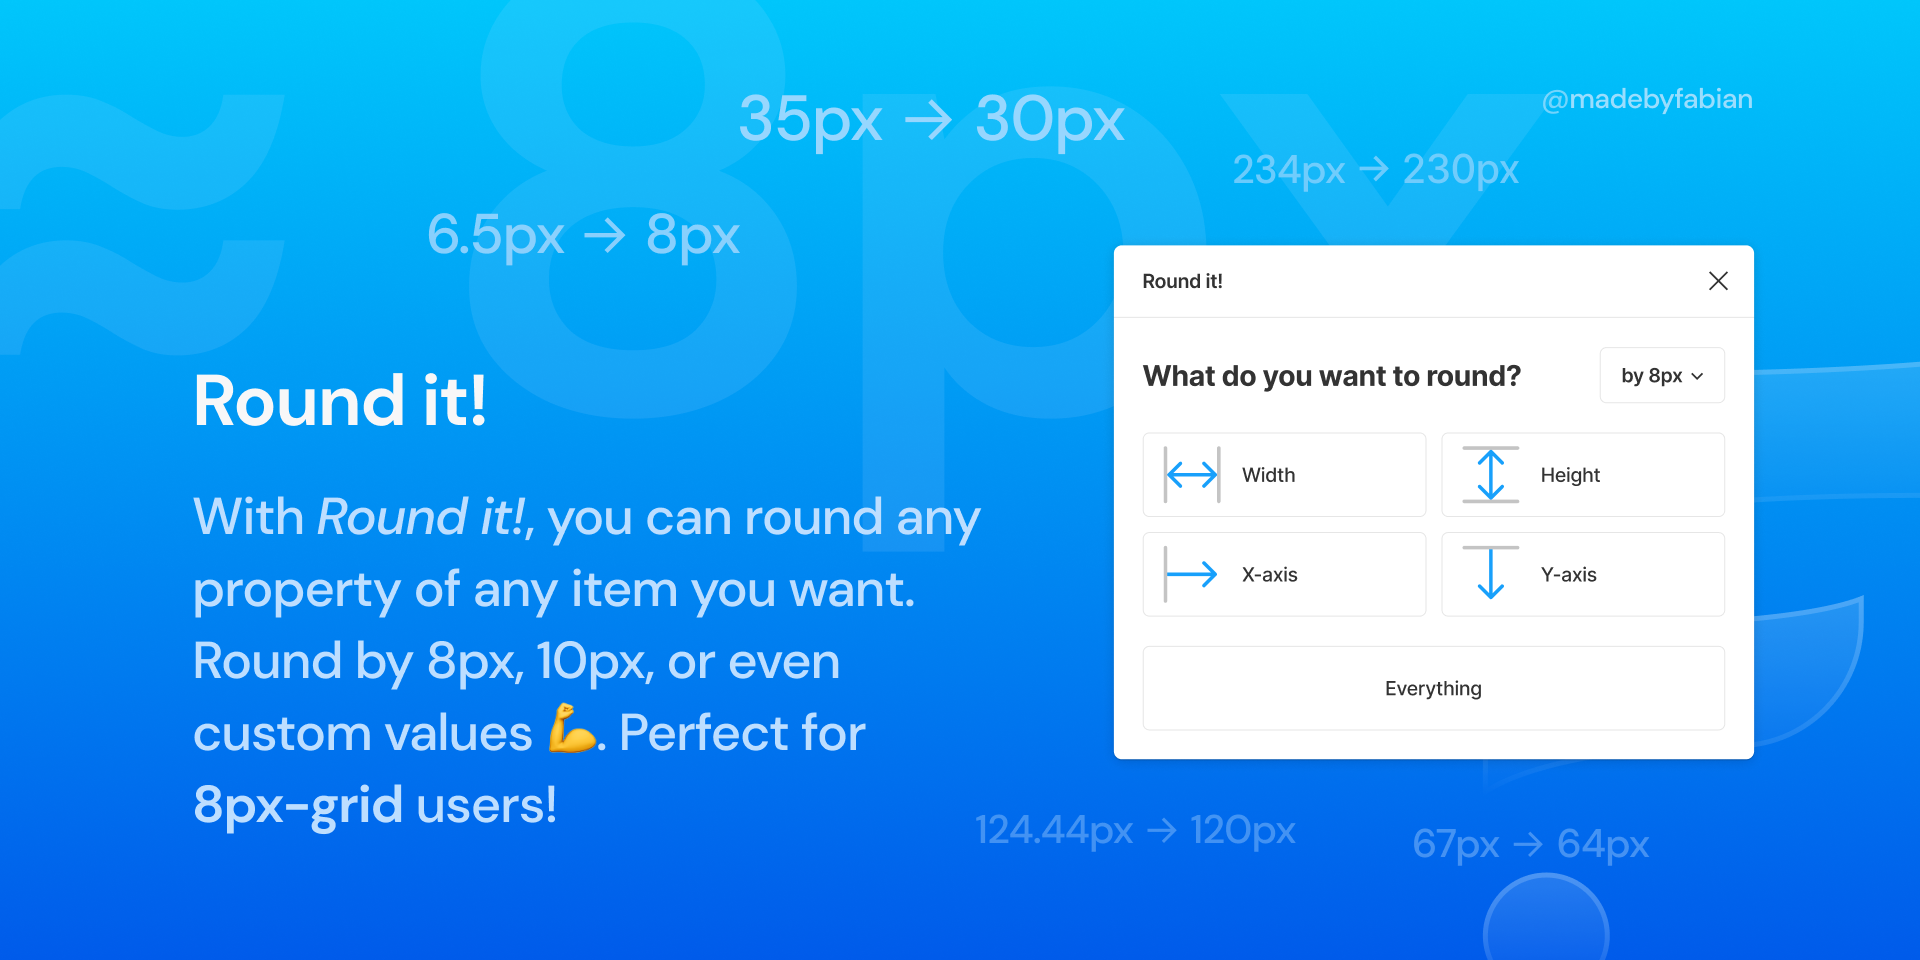 ≈ 8px
35px → 30px
@madebyfabian
234px → 230px
6.5px → 8px
Round it!
With Round it!, you can round any
property of any item you want.
Round by 8px, 10px, or even
custom values 💪. Perfect for
8px-grid users!
Round it!
What do you want to round?
by 8px
Width
Height
X-axis
Y-axis
Everything
124.44px → 120px
67px → 64px